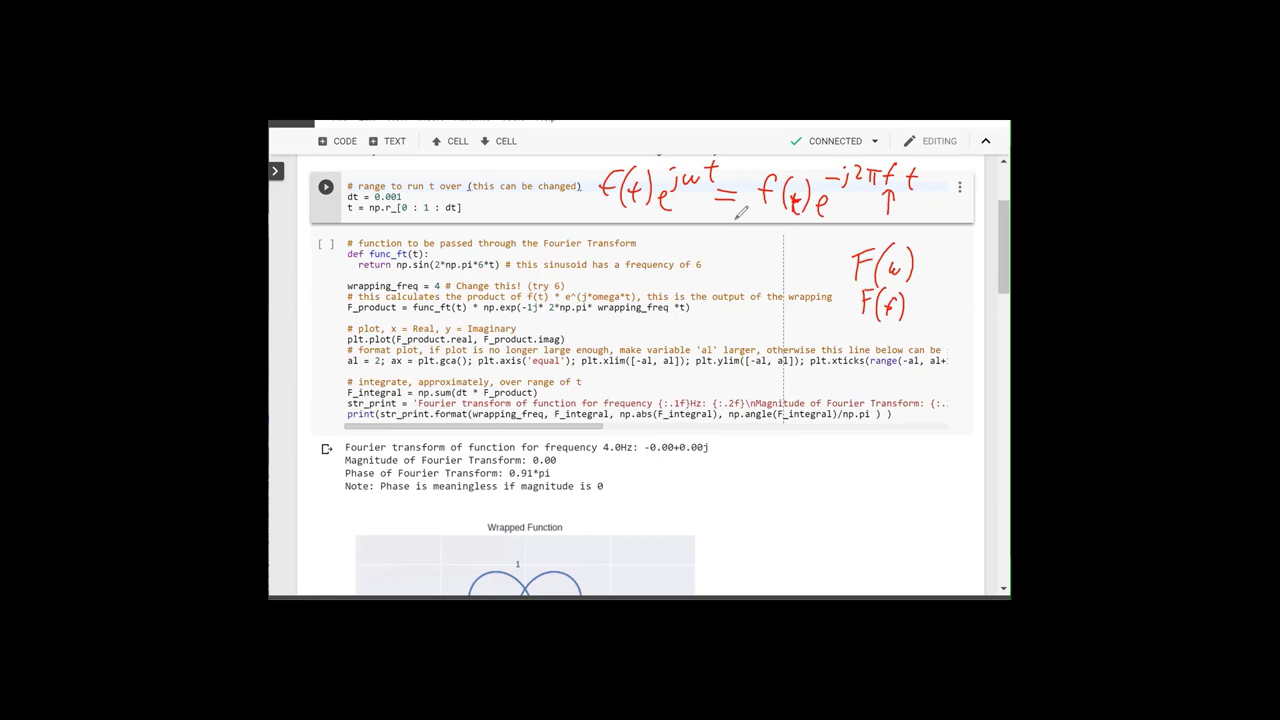 CODE TEXT CELL CELL CONNECTED EDITING
# range to run t over (this can be changed)
dt = 0.001
t = np.r_[0 : 1 : dt]
f(t)e^jωt = f(t)e^-j2πft
F(ω)
F(f)
[ ]
# function to be passed through the Fourier Transform
def func_ft(t):
return np.sin(2*np.pi*6*t) # this sinusoid has a frequency of 6
wrapping_freq = 4 # Change this! (try 6)
# this calculates the product of f(t) * e^(j*omega*t), this is the output of the wrapping
F_product = func_ft(t) * np.exp(-1j* 2*np.pi* wrapping_freq *t)
# plot, x = Real, y = Imaginary
plt.plot(F_product.real, F_product.imag)
# format plot, if plot is no longer large enough, make variable 'al' larger, otherwise this line below can be
al = 2; ax = plt.gca(); plt.axis('equal'); plt.xlim([-al, al]); plt.ylim([-al, al]); plt.xticks(range(-al, al+
# integrate, approximately, over range of t
F_integral = np.sum(dt * F_product)
str_print = 'Fourier transform of function for frequency {:.1f}Hz: {:.2f}\nMagnitude of Fourier Transform: {:.
print(str_print.format(wrapping_freq, F_integral, np.abs(F_integral), np.angle(F_integral)/np.pi ) )
Fourier transform of function for frequency 4.0Hz: -0.00+0.00j
Magnitude of Fourier Transform: 0.00
Phase of Fourier Transform: 0.91*pi
Note: Phase is meaningless if magnitude is 0
Wrapped Function
1